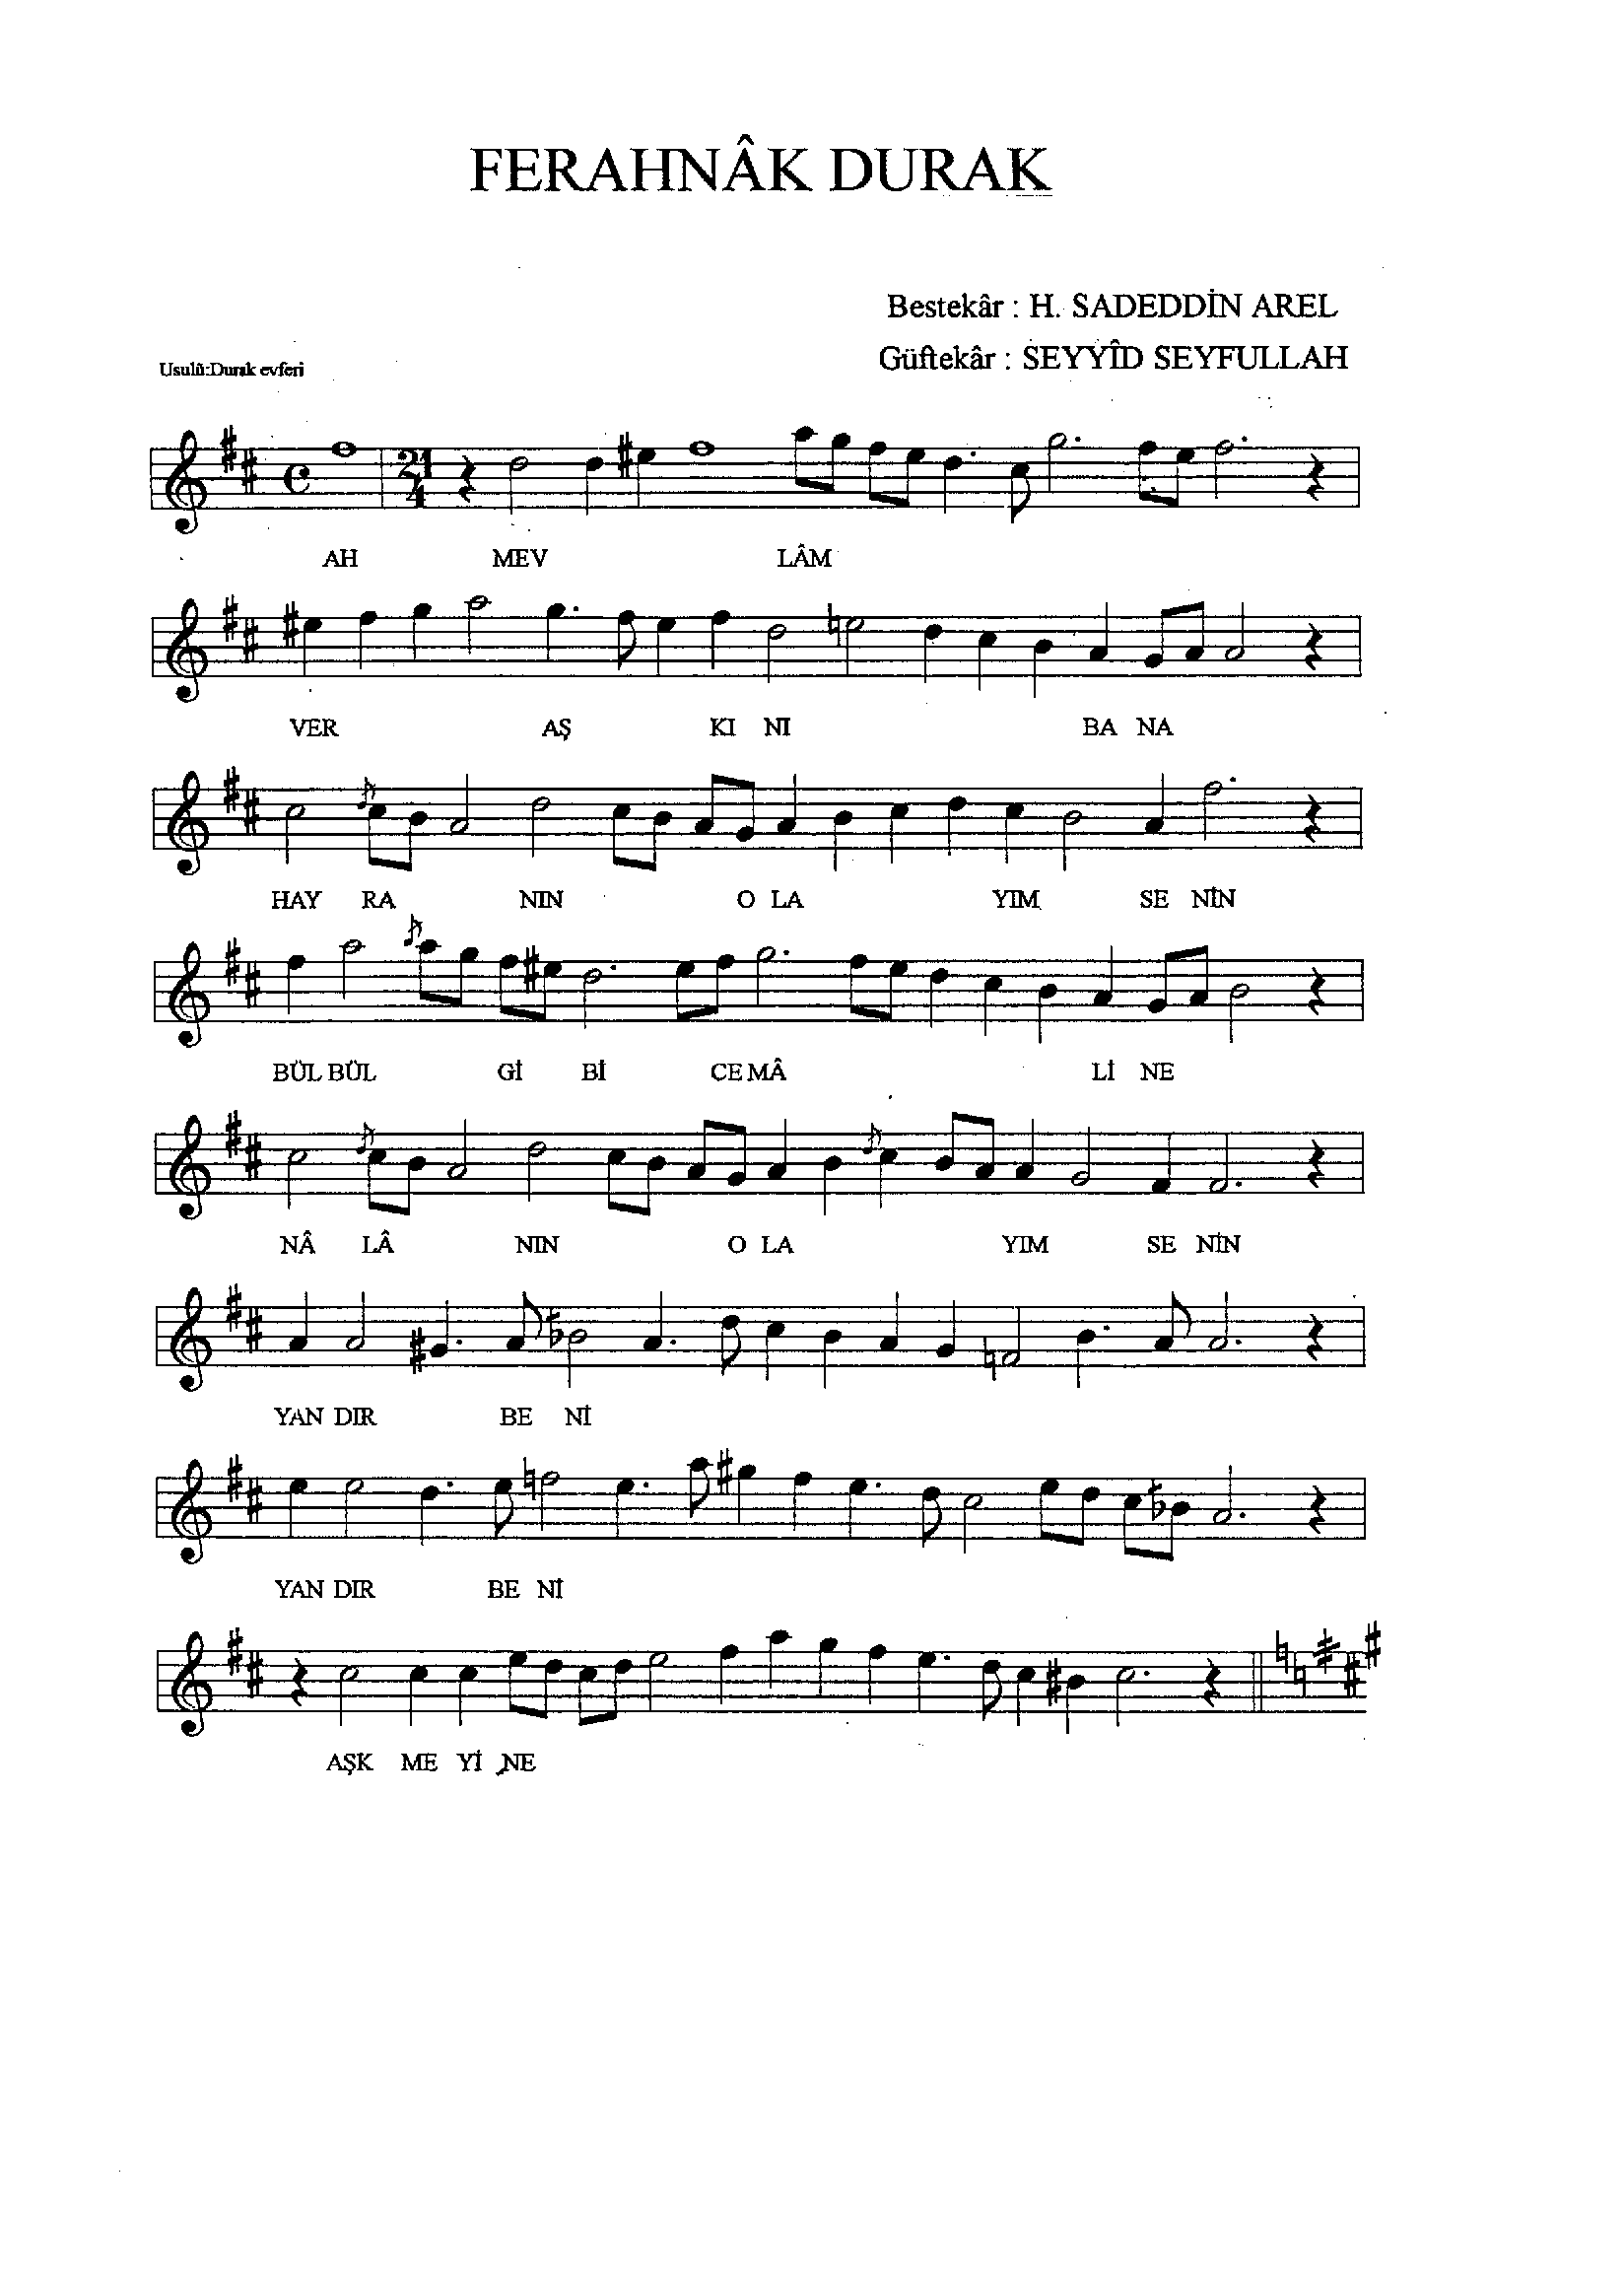 FERAHNÂK DURAK
Bestekâr : H. SADEDDİN AREL
Güftekâr : SEYYÎD SEYFULLAH
Usulü:Durak evferi
21
4
AH MEV LÂM
VER AŞ KI NI BA NA
HAY RA NIN O LA YIM SE NİN
BÜL BÜL Gİ Bİ CE MÂ Lİ NE
NÂ LÂ NIN O LA YIM SE NİN
YAN DIR BE Nİ
YAN DIR BE Nİ
AŞK ME Yİ NE